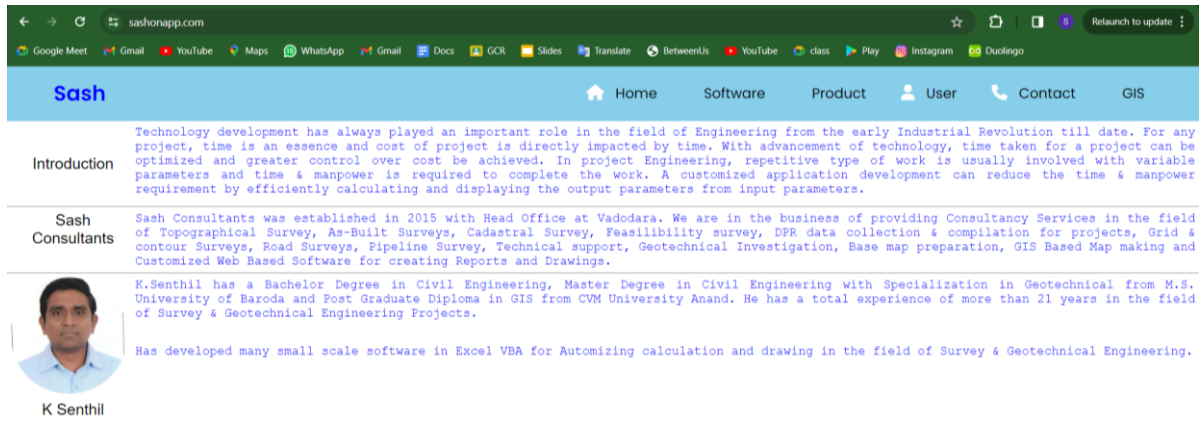 sashonapp.com
S
Relaunch to update
Google Meet Gmail YouTube Maps WhatsApp Gmail Docs GCR Slides Translate BetweenUs YouTube class Play Instagram Duolingo
Sash Home Software Product User Contact GIS
Introduction
Technology development has always played an important role in the field of Engineering from the early Industrial Revolution till date. For any
project, time is an essence and cost of project is directly impacted by time. With advancement of technology, time taken for a project can be
optimized and greater control over cost be achieved. In project Engineering, repetitive type of work is usually involved with variable
parameters and time & manpower is required to complete the work. A customized application development can reduce the time & manpower
requirement by efficiently calculating and displaying the output parameters from input parameters.
Sash
Consultants
Sash Consultants was established in 2015 with Head Office at Vadodara. We are in the business of providing Consultancy Services in the field
of Topographical Survey, As-Built Surveys, Cadastral Survey, Feasilibility survey, DPR data collection & compilation for projects, Grid &
contour Surveys, Road Surveys, Pipeline Survey, Technical support, Geotechnical Investigation, Base map preparation, GIS Based Map making and
Customized Web Based Software for creating Reports and Drawings.
K.Senthil has a Bachelor Degree in Civil Engineering, Master Degree in Civil Engineering with Specialization in Geotechnical from M.S.
University of Baroda and Post Graduate Diploma in GIS from CVM University Anand. He has a total experience of more than 21 years in the field
of Survey & Geotechnical Engineering Projects.
Has developed many small scale software in Excel VBA for Automizing calculation and drawing in the field of Survey & Geotechnical Engineering.
K Senthil